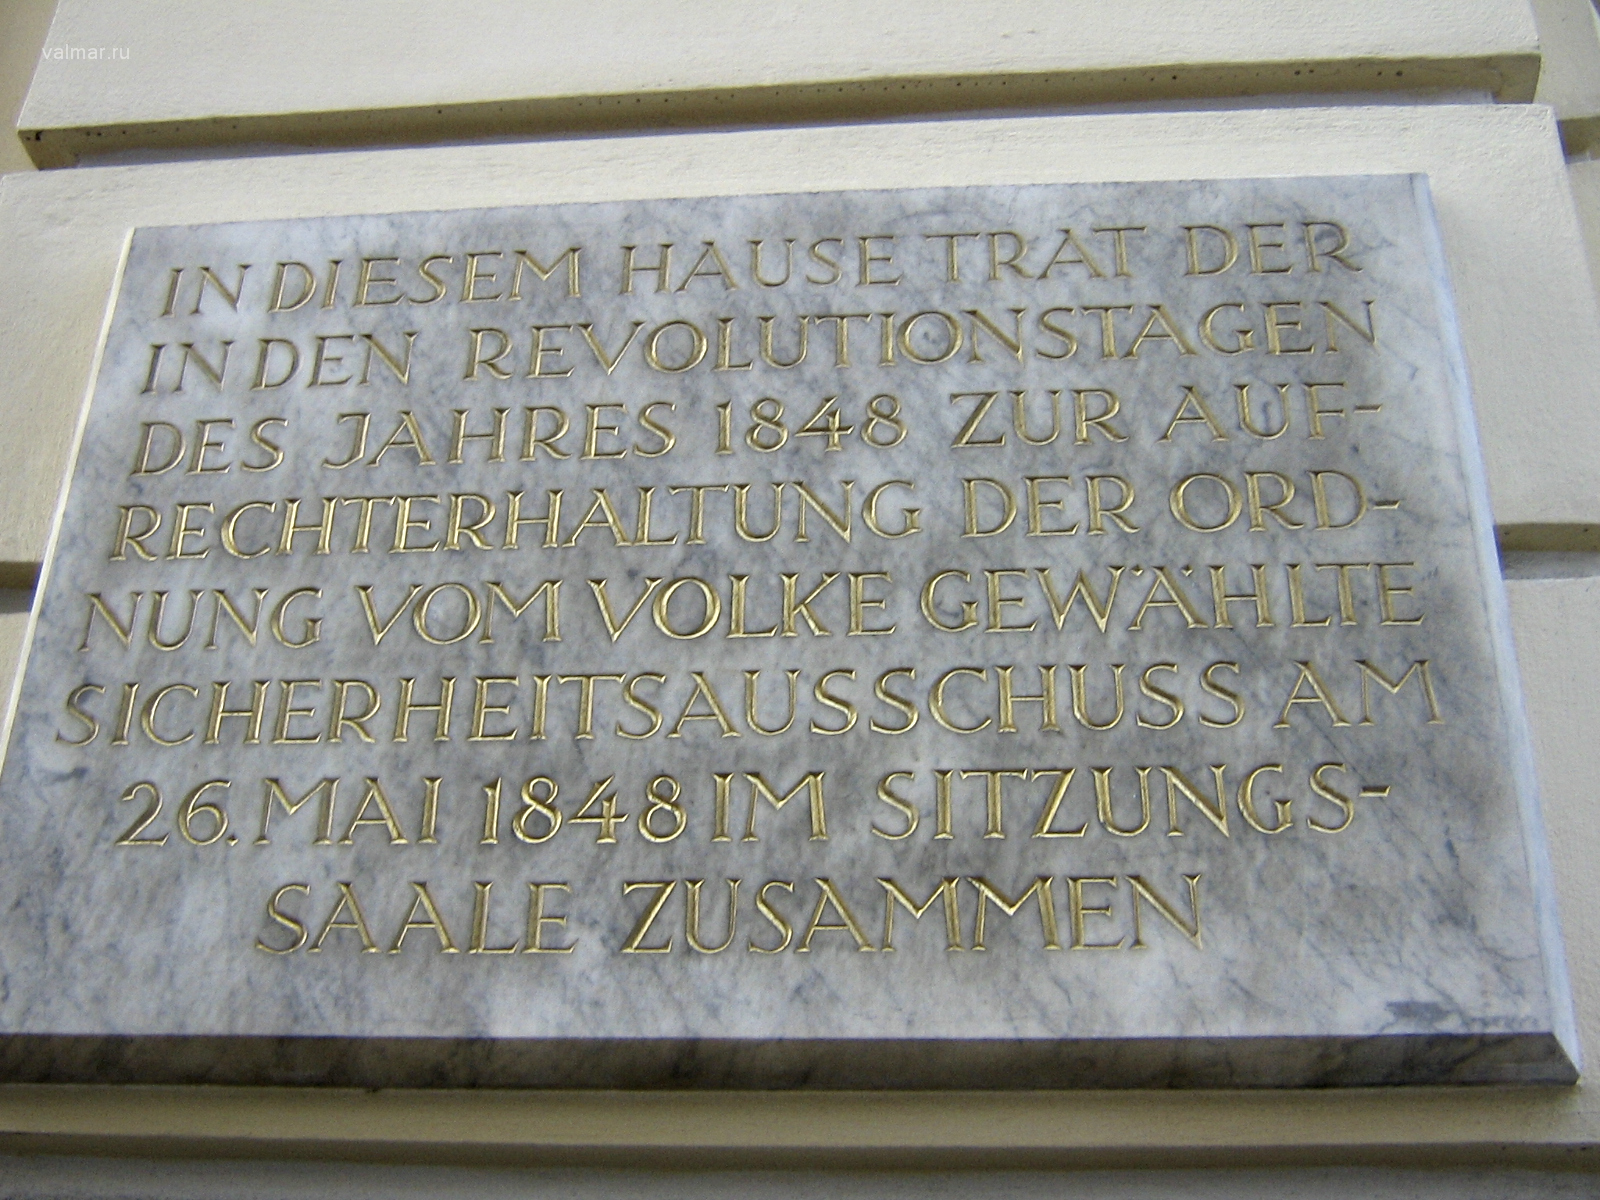 valmar.ru
IN DIESEM HAUSE TRAT DER
IN DEN REVOLUTIONSTAGEN
DES JAHRES 1848 ZUR AUF-
RECHTERHALTUNG DER ORD-
NUNG VOM VOLKE GEWÄHLTE
SICHERHEITSAUSSCHUSS AM
26. MAI 1848 IM SITZUNGS-
SAALE ZUSAMMEN